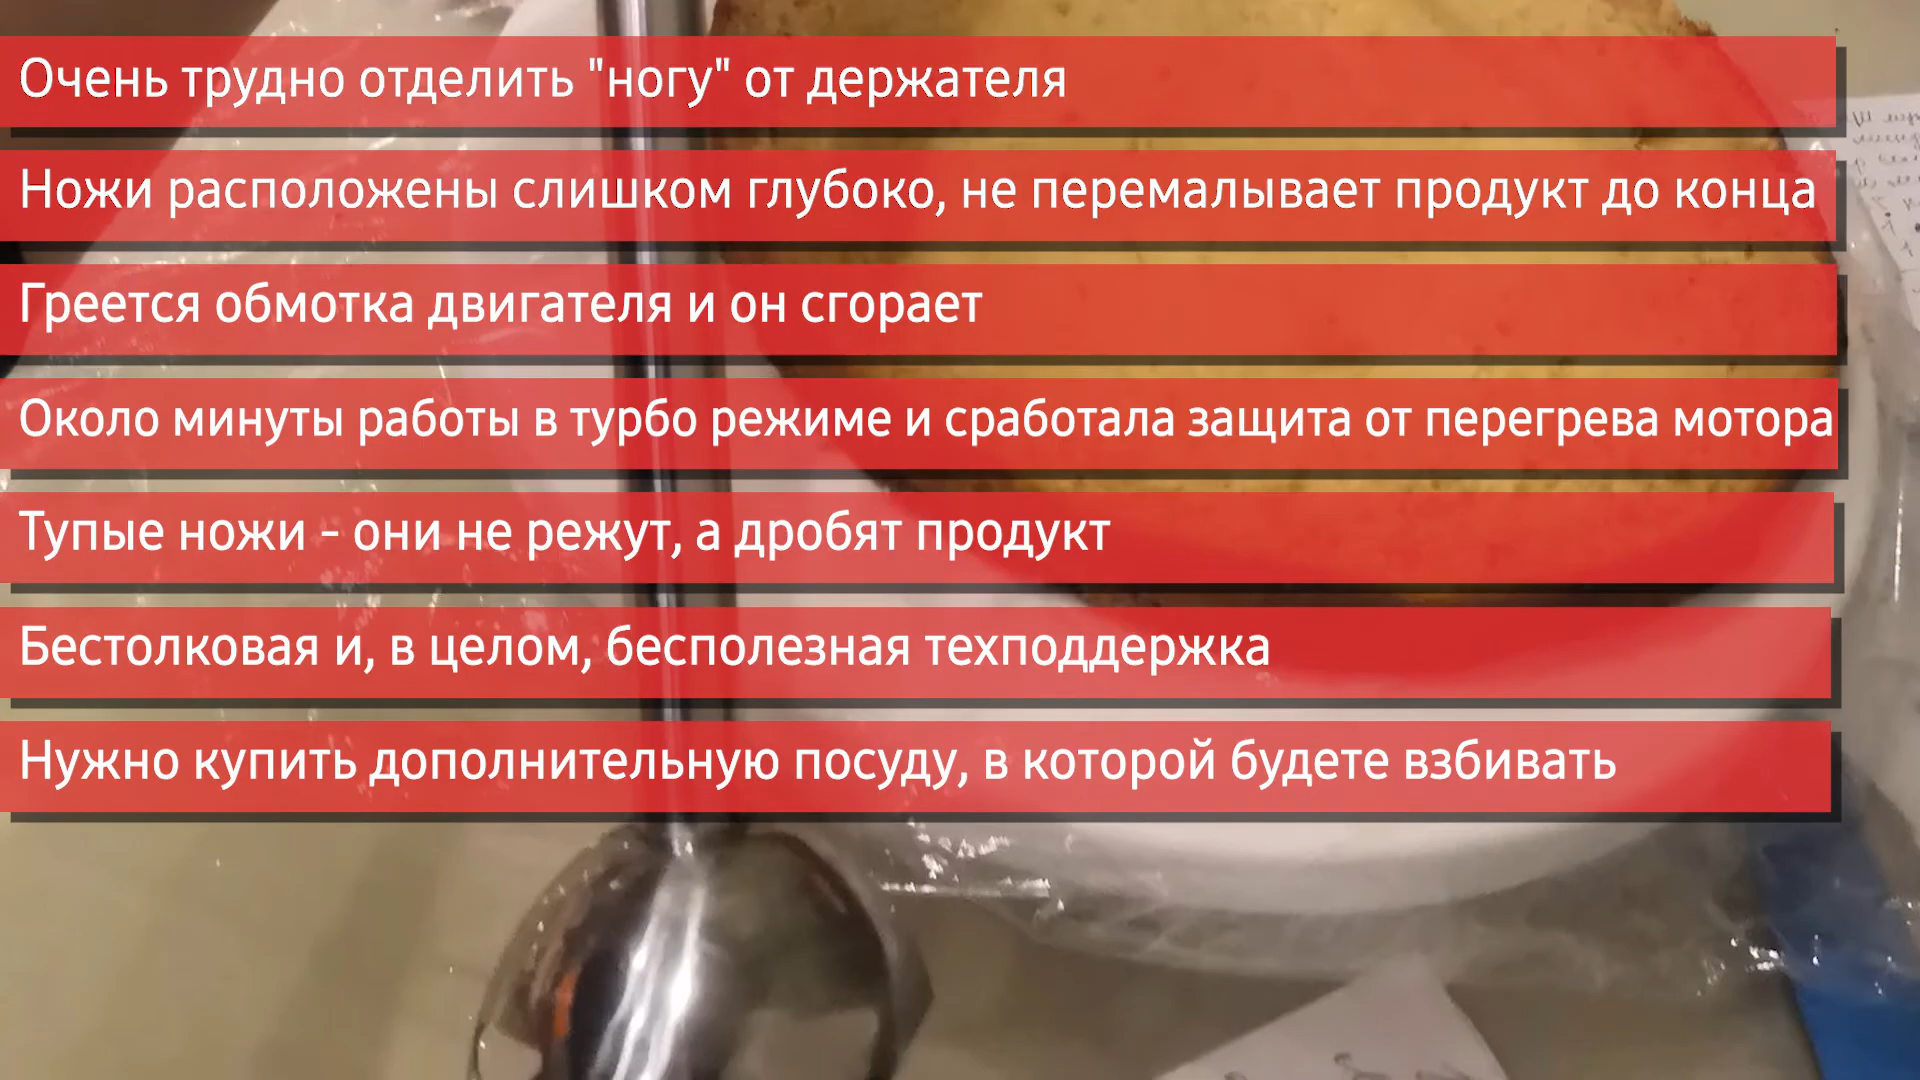 Очень трудно отделить "ногу" от держателя
Ножи расположены слишком глубоко, не перемалывает продукт до конца
Греется обмотка двигателя и он сгорает
Около минуты работы в турбо режиме и сработала защита от перегрева мотора
Тупые ножи - они не режут, а дробят продукт
Бестолковая и, в целом, бесполезная техподдержка
Нужно купить дополнительную посуду, в которой будете взбивать